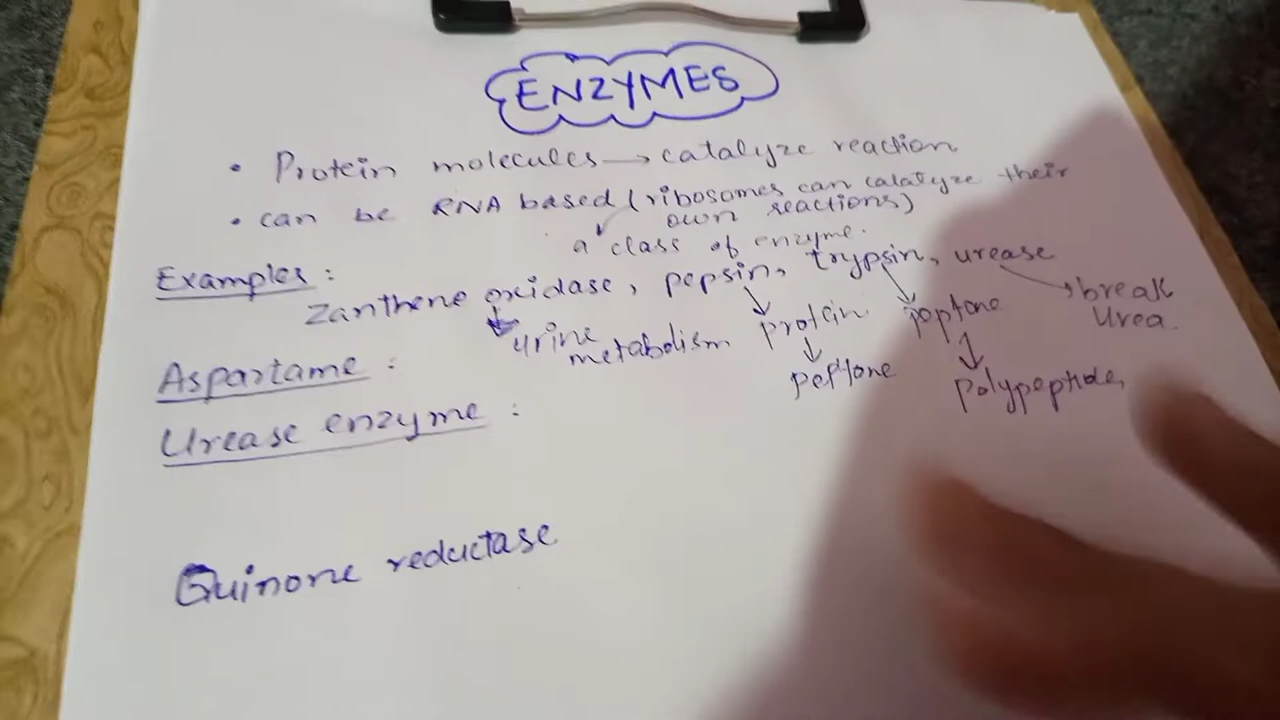 ENZYMES
• Protein molecules → catalyze reaction
• can be RNA based (ribosomes can catalyze their
own reactions)
a class of enzyme.
Examples :
Zanthene oxidase, pepsin, trypsin, urease
urine
metabolism
protein
↓
peptone
peptone
↓
polypeptide,
break
Urea.
Aspartame :
Urease enzyme :
Quinone reductase